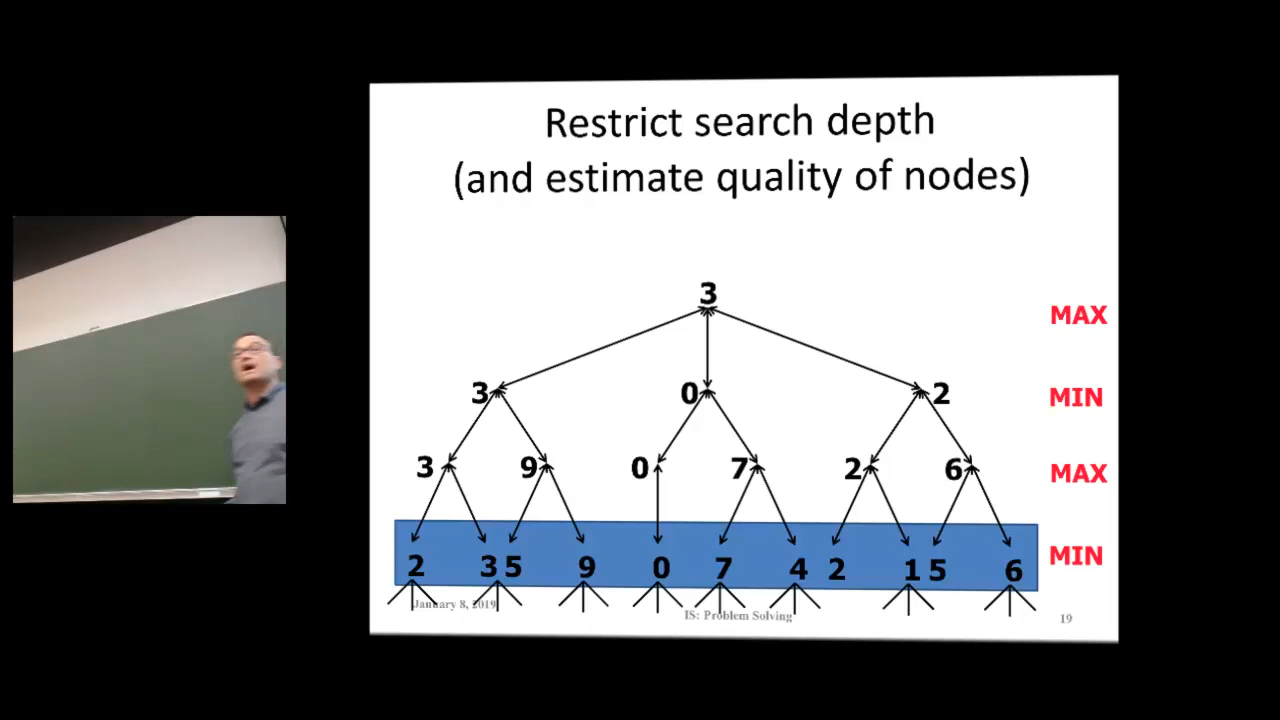 Restrict search depth
(and estimate quality of nodes)
3 MAX
3 0 2 MIN
3 9 0 7 2 6 MAX
2 3 5 9 0 7 4 2 1 5 6 MIN
January 8, 2019 IS: Problem Solving 19